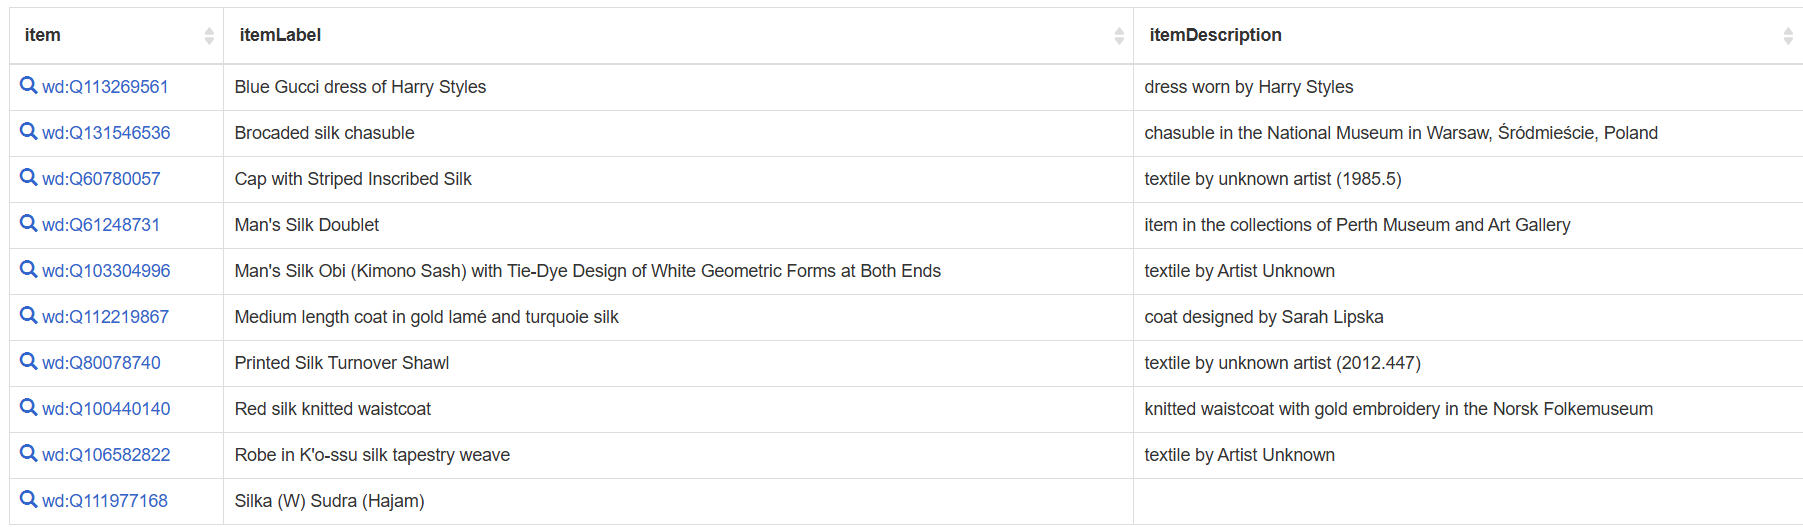 item itemLabel itemDescription
wd:Q113269561 Blue Gucci dress of Harry Styles dress worn by Harry Styles
wd:Q131546536 Brocaded silk chasuble chasuble in the National Museum in Warsaw, Śródmieście, Poland
wd:Q60780057 Cap with Striped Inscribed Silk textile by unknown artist (1985.5)
wd:Q61248731 Man's Silk Doublet item in the collections of Perth Museum and Art Gallery
wd:Q103304996 Man's Silk Obi (Kimono Sash) with Tie-Dye Design of White Geometric Forms at Both Ends textile by Artist Unknown
wd:Q112219867 Medium length coat in gold lamé and turquoie silk coat designed by Sarah Lipska
wd:Q80078740 Printed Silk Turnover Shawl textile by unknown artist (2012.447)
wd:Q100440140 Red silk knitted waistcoat knitted waistcoat with gold embroidery in the Norsk Folkemuseum
wd:Q106582822 Robe in K'o-ssu silk tapestry weave textile by Artist Unknown
wd:Q111977168 Silka (W) Sudra (Hajam)